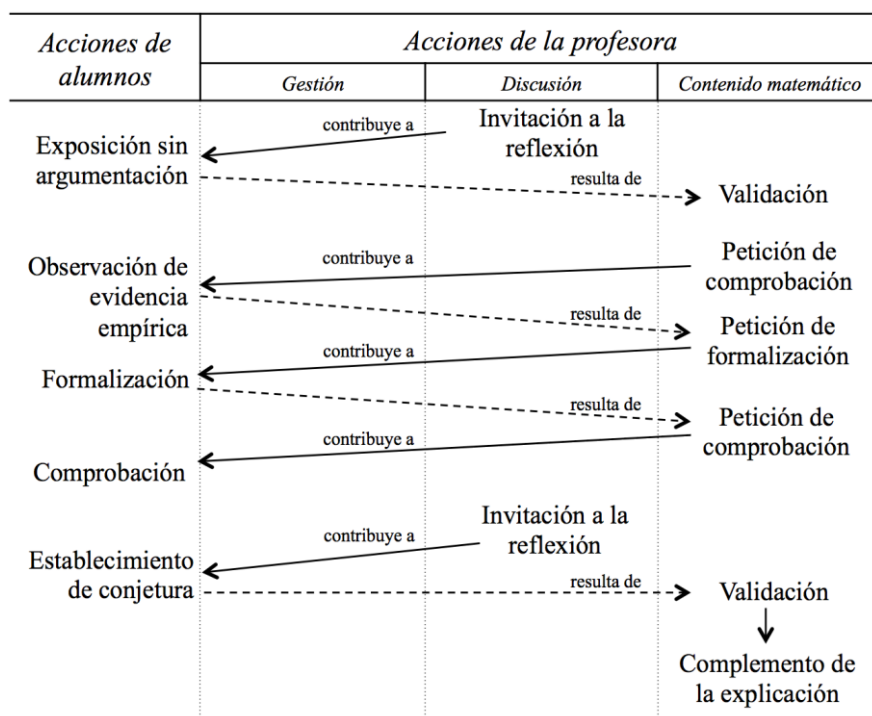 Acciones de
alumnos
Acciones de la profesora
Gestión
Discusión
Contenido matemático
contribuye a
Invitación a la
reflexión
Exposición sin
argumentación
resulta de
Validación
contribuye a
Petición de
comprobación
Observación de
evidencia
empírica
resulta de
Petición de
formalización
contribuye a
Formalización
resulta de
Petición de
comprobación
contribuye a
Comprobación
Invitación a la
reflexión
contribuye a
Establecimiento
de conjetura
resulta de
Validación
Complemento de
la explicación